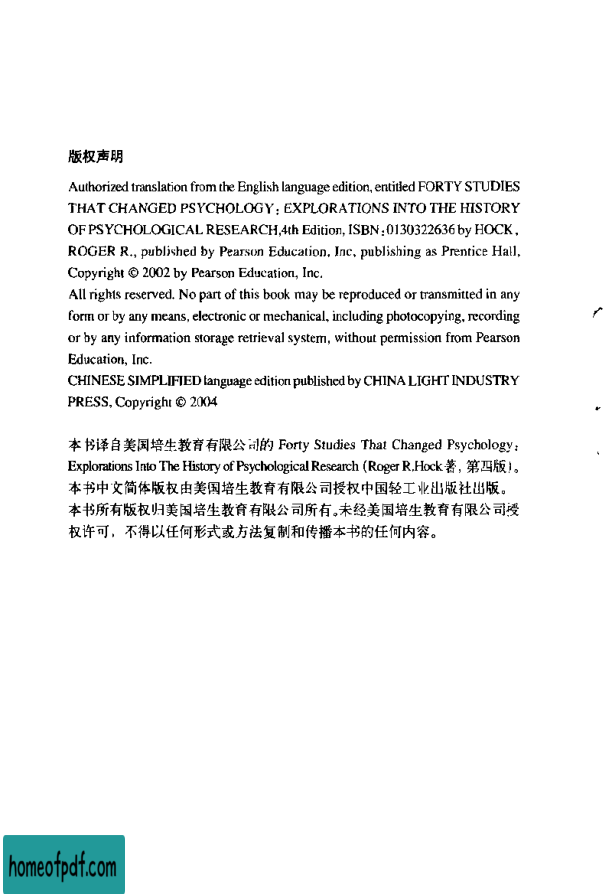 版权声明
Authorized translation from the English language edition, entitled FORTY STUDIES
THAT CHANGED PSYCHOLOGY: EXPLORATIONS INTO THE HISTORY
OF PSYCHOLOGICAL RESEARCH,4th Edition, ISBN:0130322636 by HOCK,
ROGER R., published by Pearson Education, Inc, publishing as Prentice Hall,
Copyright © 2002 by Pearson Education, Inc.
All rights reserved. No part of this book may be reproduced or transmitted in any
form or by any means, electronic or mechanical, including photocopying, recording
or by any information storage retrieval system, without permission from Pearson
Education, Inc.
CHINESE SIMPLIFIED language edition published by CHINA LIGHT INDUSTRY
PRESS, Copyright © 2004
本书译自美国培生教育有限公司的 Forty Studies That Changed Psychology:
Explorations Into The History of Psychological Research (Roger R.Hock著, 第四版)。
本书中文简体版权由美国培生教育有限公司授权中国轻工业出版社出版。
本书所有版权归美国培生教育有限公司所有。未经美国培生教育有限公司授
权许可，不得以任何形式或方法复制和传播本书的任何内容。
homeofpdf.com